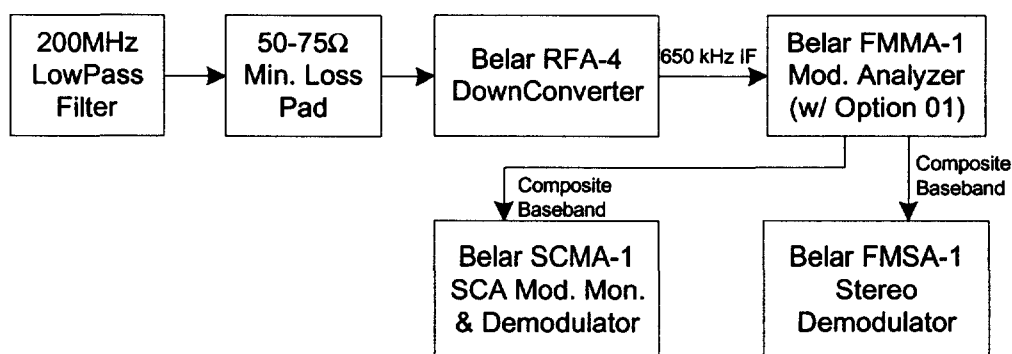 200MHz
LowPass
Filter
50-75Ω
Min. Loss
Pad
Belar RFA-4
DownConverter
650 kHz IF
Belar FMMA-1
Mod. Analyzer
(w/ Option 01)
Composite
Baseband
Composite
Baseband
Belar SCMA-1
SCA Mod. Mon.
& Demodulator
Belar FMSA-1
Stereo
Demodulator